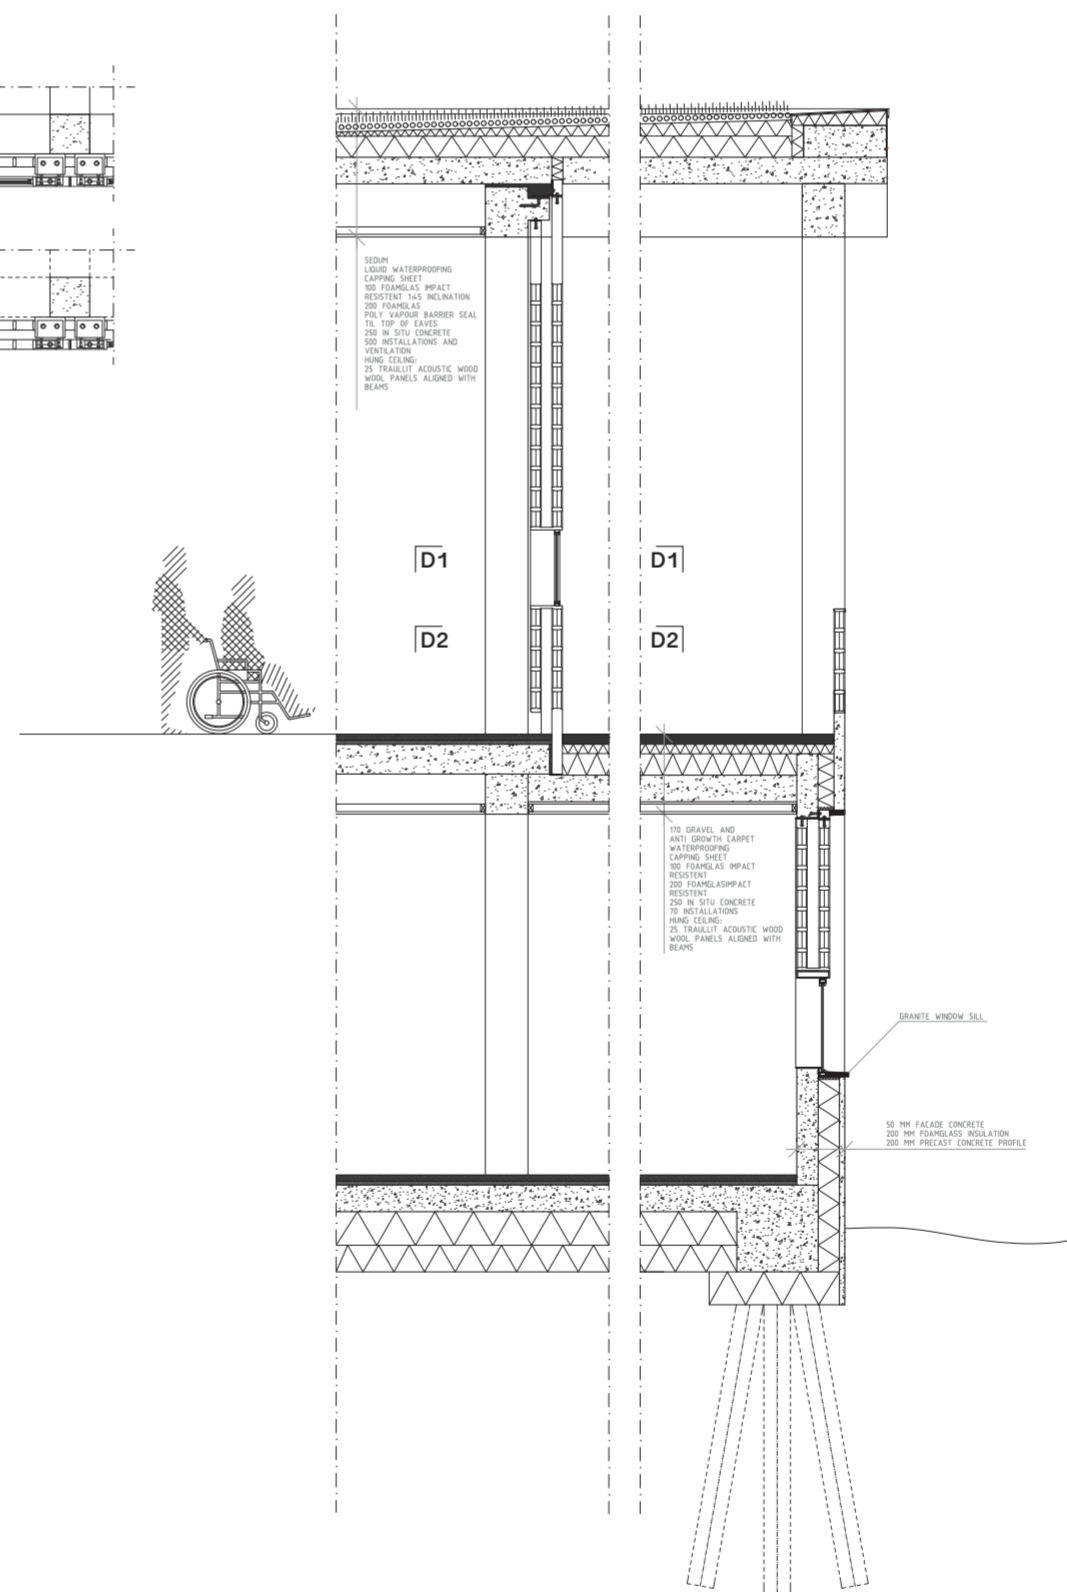 SEDUM
LIQUID WATERPROOFING
CAPPING SHEET
100 FOAMGLAS IMPACT
RESISTENT 1:45 INCLINATION
200 FOAMGLAS
POLY VAPOUR BARRIER SEAL
TIL TOP OF EAVES
250 IN SITU CONCRETE
500 INSTALLATIONS AND
VENTILATION
HUNG CEILING:
25 TRAULLIT ACOUSTIC WOOD
WOOL PANELS ALIGNED WITH
BEAMS
D1
D1
D2
D2
170 GRAVEL AND
ANTI GROWTH CARPET
WATERPROOFING
CAPPING SHEET
100 FOAMGLAS IMPACT
RESISTENT
200 FOAMGLASIMPACT
RESISTENT
250 IN SITU CONCRETE
70 INSTALLATIONS
HUNG CEILING:
25 TRAULLIT ACOUSTIC WOOD
WOOL PANELS ALIGNED WITH
BEAMS
GRANITE WINDOW SILL
50 MM FACADE CONCRETE
200 MM FOAMGLASS INSULATION
200 MM PRECAST CONCRETE PROFILE